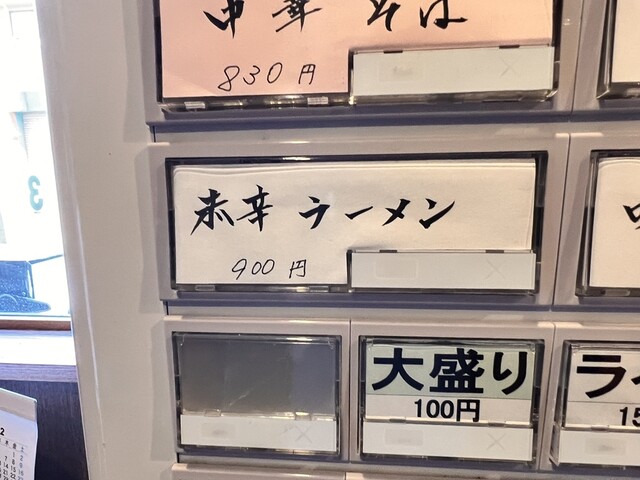 中華そば
830円
赤辛ラーメン
900円
大盛り
100円